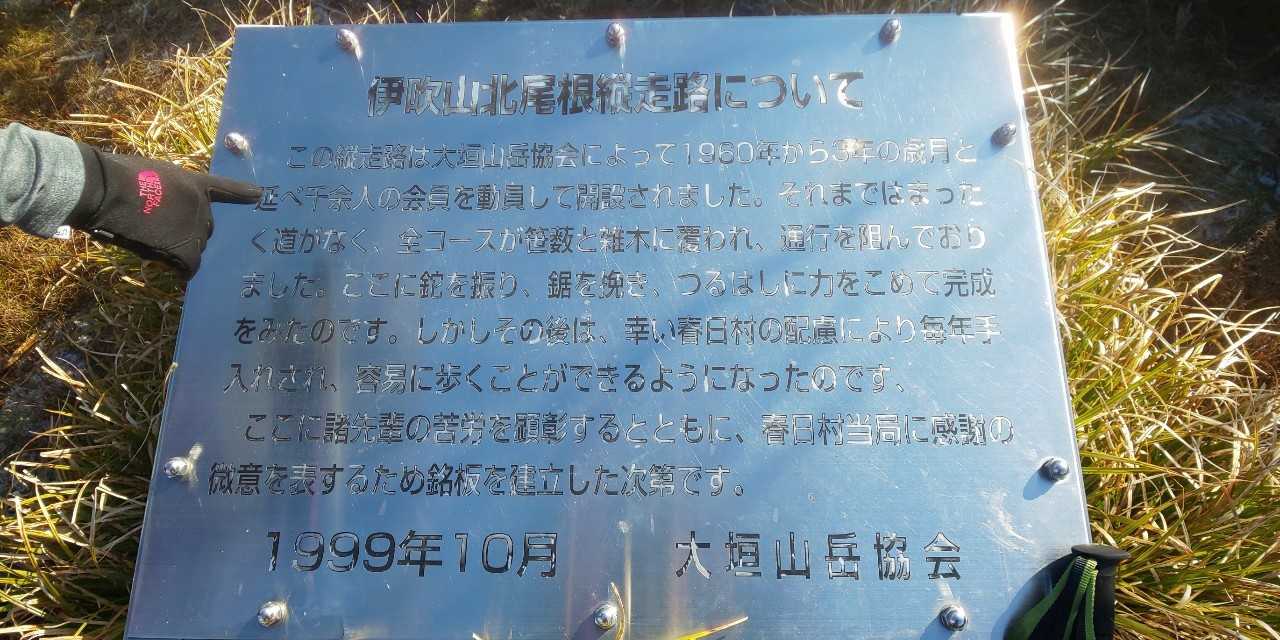 伊吹山北尾根縦走路について
この縦走路は大垣山岳協会によって1960年から3年の歳月と
延べ千余人の会員を動員して開設されました。それまではまった
く道がなく、全コースが笹薮と雑木に覆われ、通行を阻んでおり
ました。ここに鉈を振り、鋸を挽き、つるはしに力をこめて完成
をみたのです。しかしその後は、幸い春日村の配慮により毎年手
入れされ、容易に歩くことができるようになったのです、
ここに諸先輩の苦労を顕彰するとともに、春日村当局に感謝の
微意を表するため銘板を建立した次第です。
1999年10月 大垣山岳協会
THE
NORTH
FACE